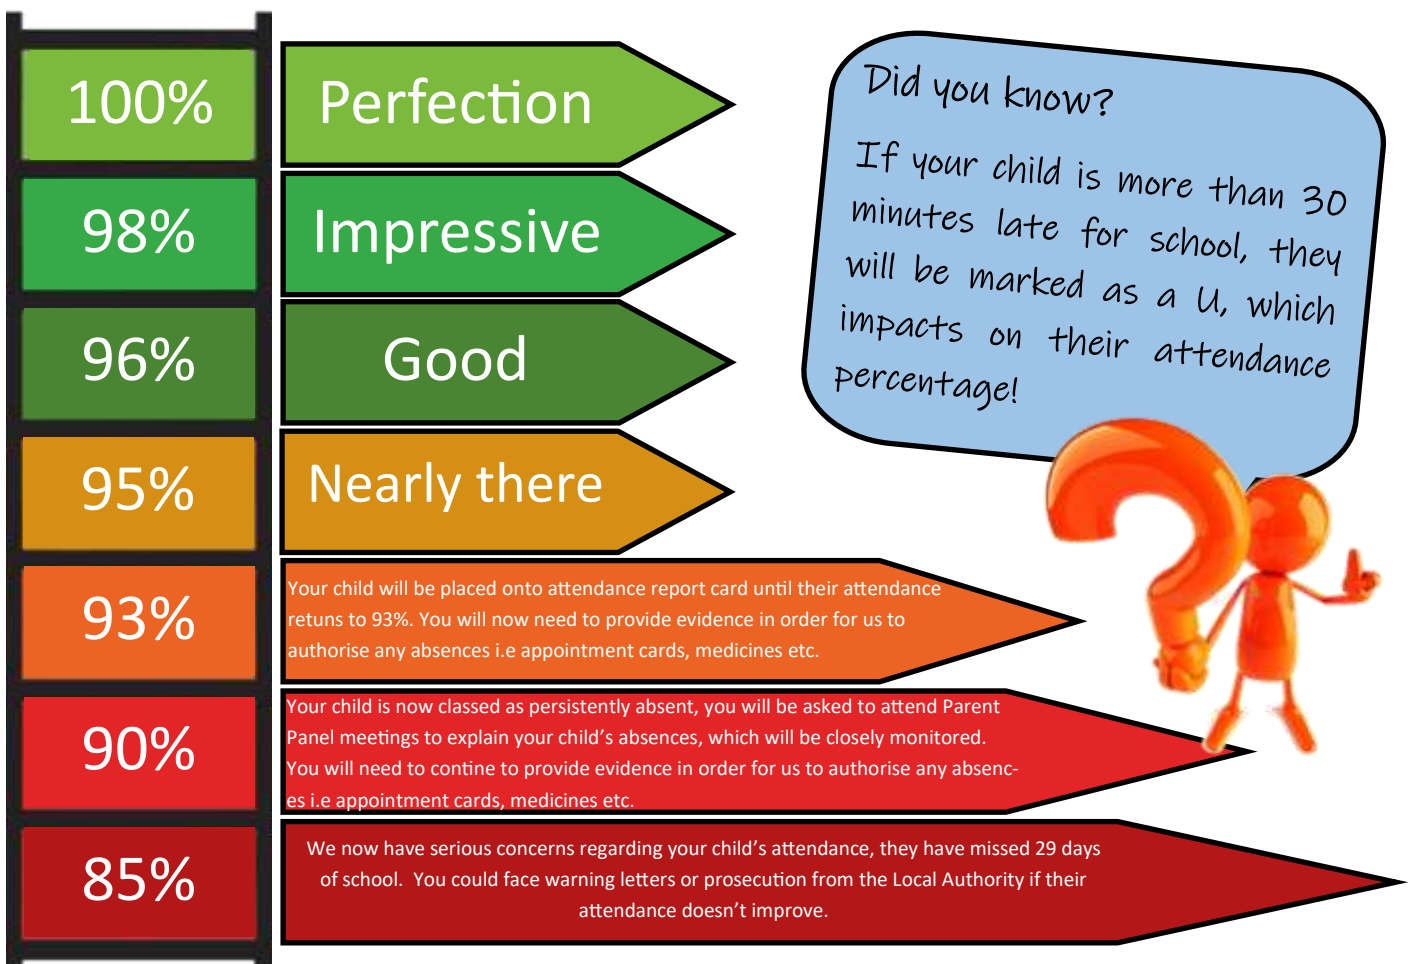 100%
Perfection
98%
Impressive
96%
Good
95%
Nearly there
93%
Your child will be placed onto attendance report card until their attendance
retuns to 93%. You will now need to provide evidence in order for us to
authorise any absences i.e appointment cards, medicines etc.
90%
Your child is now classed as persistently absent, you will be asked to attend Parent
Panel meetings to explain your child’s absences, which will be closely monitored.
You will need to contine to provide evidence in order for us to authorise any absenc-
es i.e appointment cards, medicines etc.
85%
We now have serious concerns regarding your child’s attendance, they have missed 29 days
of school.  You could face warning letters or prosecution from the Local Authority if their
attendance doesn’t improve.
Did you know?
If your child is more than 30
minutes late for school, they
will be marked as a U, which
impacts on their attendance
percentage!